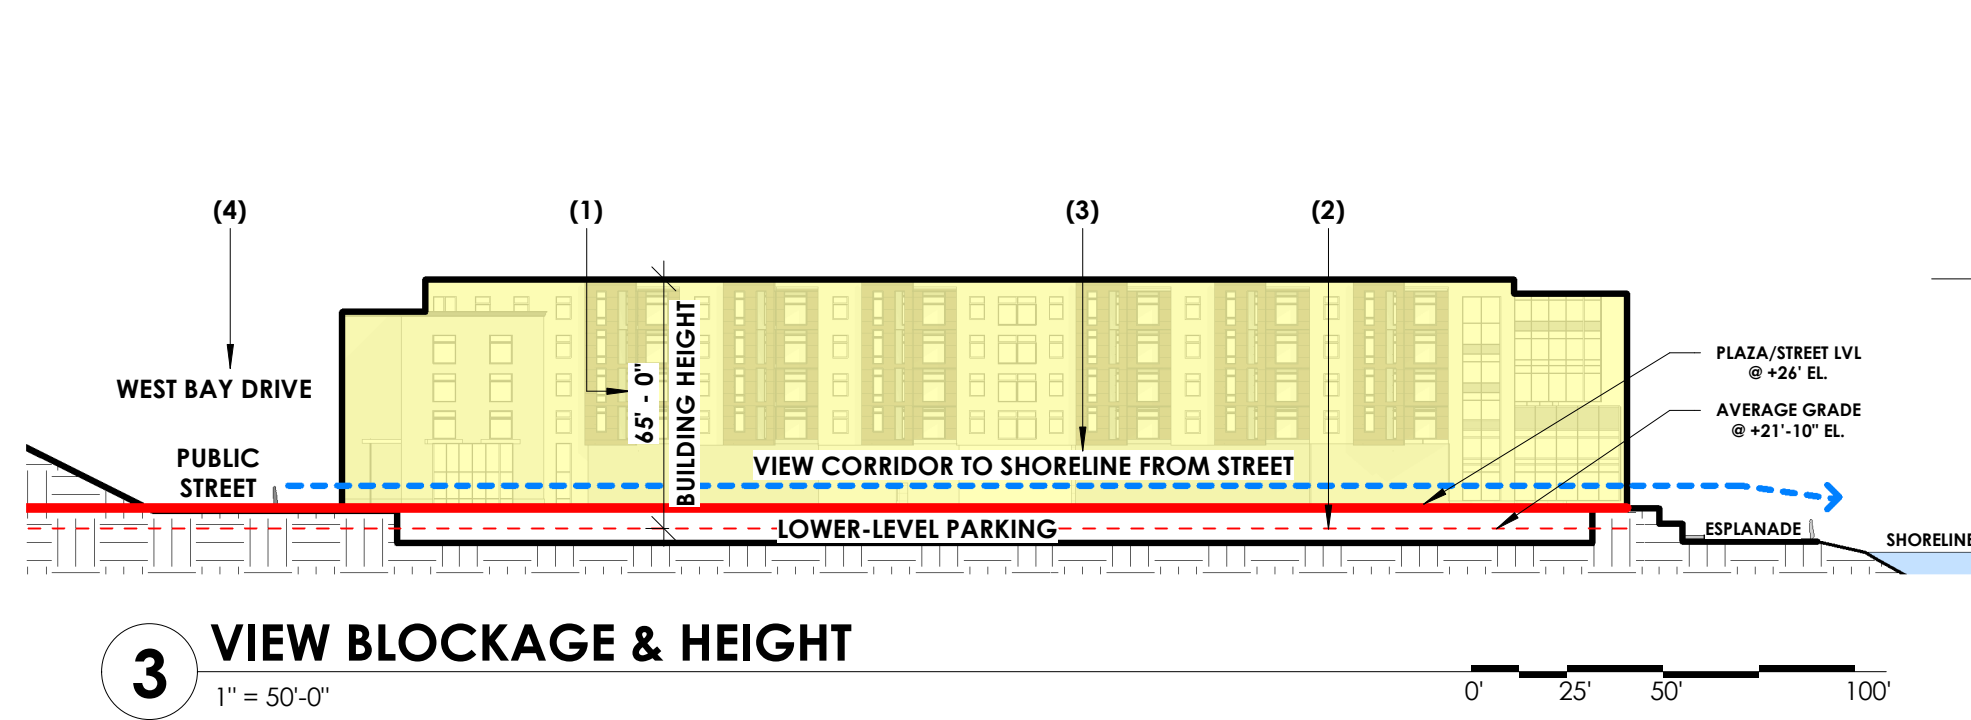 (4)
(1)
(3)
(2)
WEST BAY DRIVE
PUBLIC
STREET
65' - 0"
BUILDING HEIGHT
VIEW CORRIDOR TO SHORELINE FROM STREET
LOWER-LEVEL PARKING
PLAZA/STREET LVL
@ +26' EL.
AVERAGE GRADE
@ +21'-10" EL.
ESPLANADE
SHORELINE
3
VIEW BLOCKAGE & HEIGHT
1" = 50'-0"
0'
25'
50'
100'